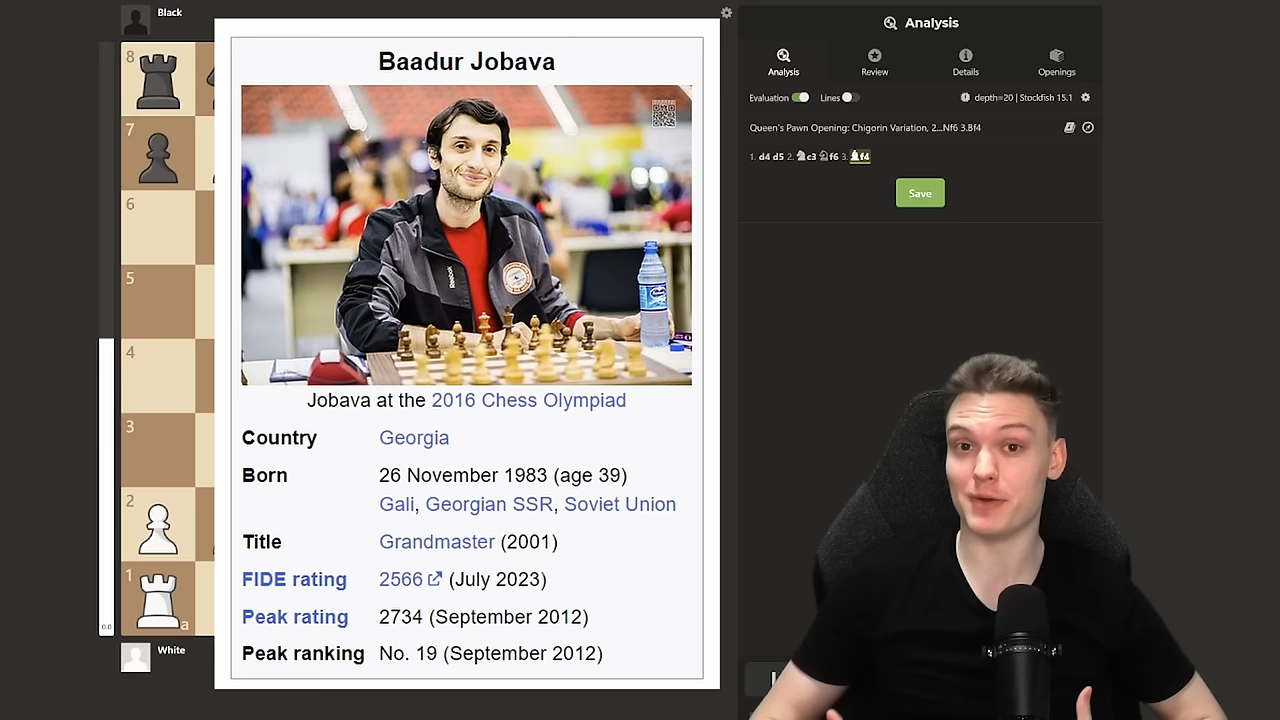 Black
8
7
6
5
4
3
2
1
a
0.0
White
Baadur Jobava
Reebok
Jobava at the 2016 Chess Olympiad
Country Georgia
Born 26 November 1983 (age 39)
Gali, Georgian SSR, Soviet Union
Title Grandmaster (2001)
FIDE rating 2566 (July 2023)
Peak rating 2734 (September 2012)
Peak ranking No. 19 (September 2012)
Analysis
Analysis Review Details Openings
Evaluation Lines depth=20 | Stockfish 15.1
Queen's Pawn Opening: Chigorin Variation, 2...Nf6 3.Bf4
1. d4 d5 2. ♞c3 ♞f6 3. ♝f4
Save